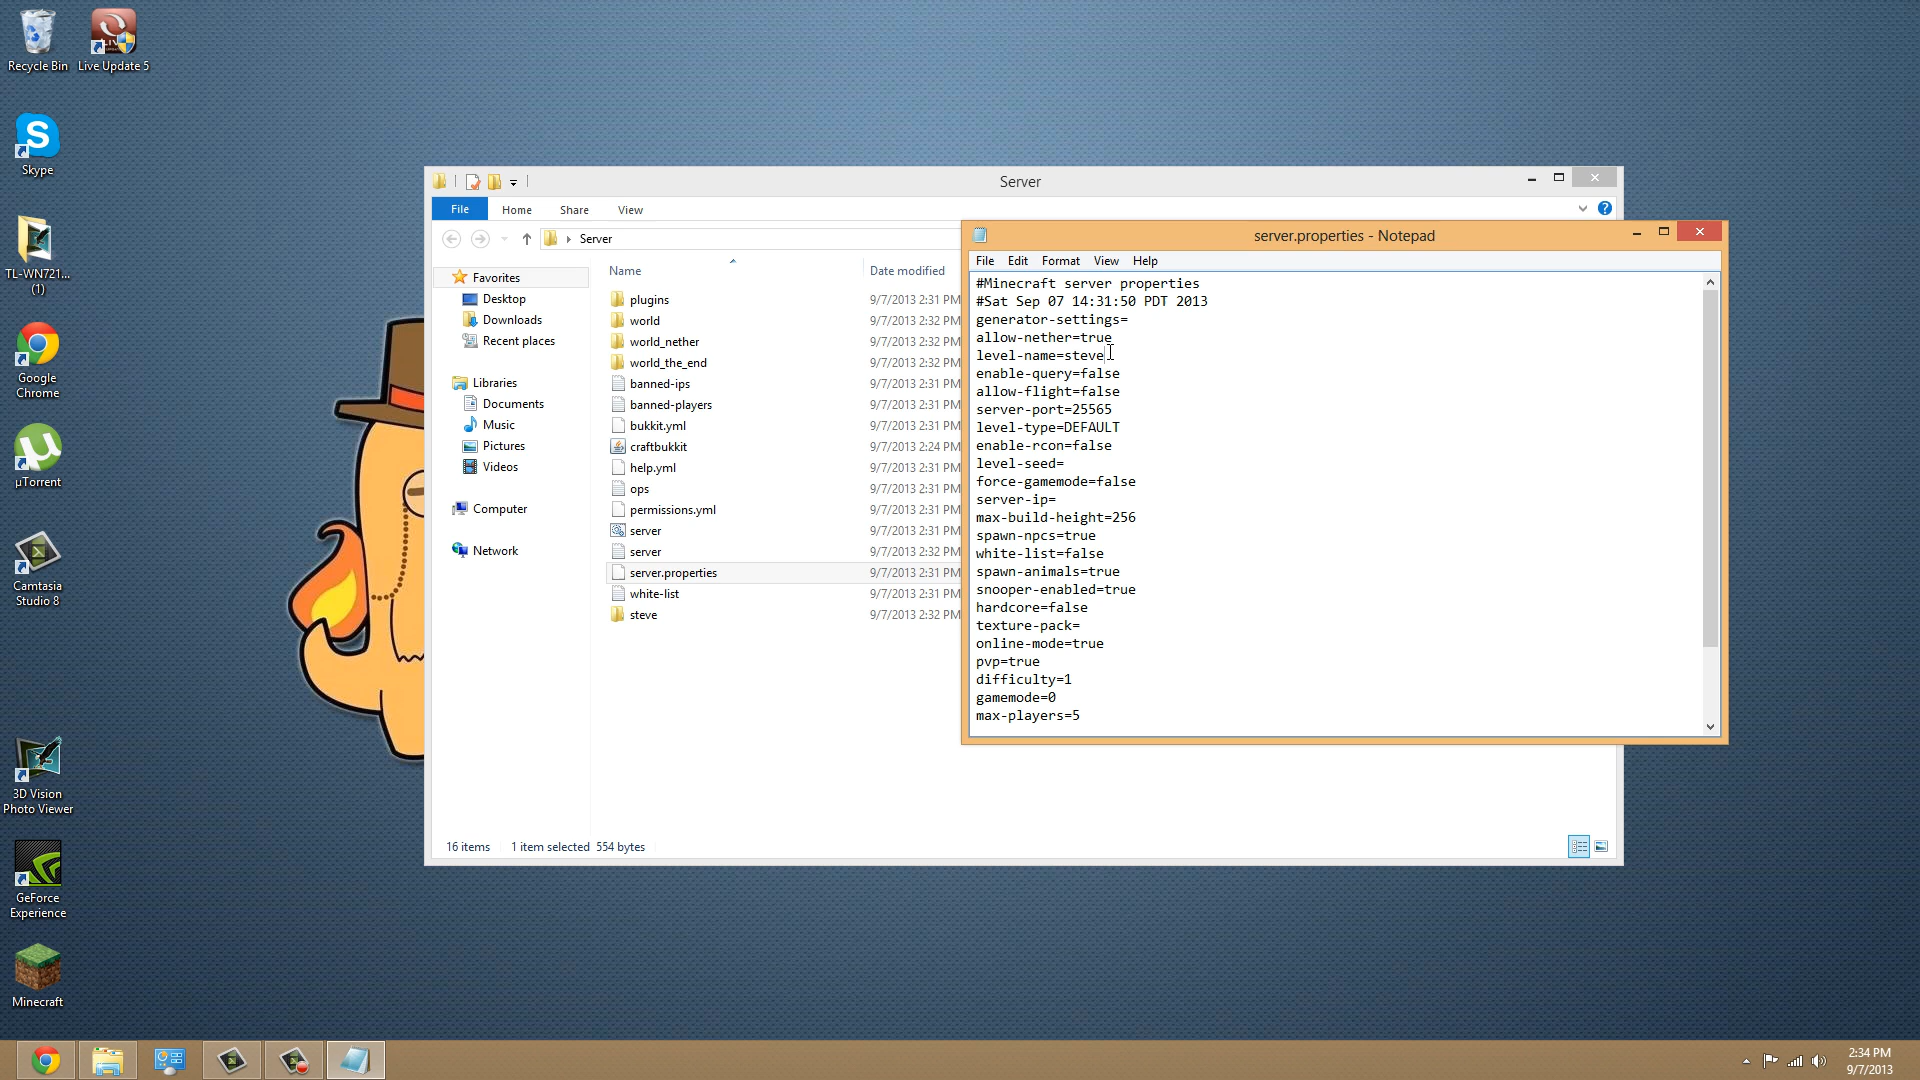 Recycle Bin
Live Update 5
Skype
TL-WN721...
(1)
Google
Chrome
µTorrent
Camtasia
Studio 8
3D Vision
Photo Viewer
GeForce
Experience
Minecraft
Server
File
Home
Share
View
Server
Favorites
Desktop
Downloads
Recent places
Libraries
Documents
Music
Pictures
Videos
Computer
Network
Name
Date modified
plugins 9/7/2013 2:31 PM
world 9/7/2013 2:32 PM
world_nether 9/7/2013 2:32 PM
world_the_end 9/7/2013 2:32 PM
banned-ips 9/7/2013 2:31 PM
banned-players 9/7/2013 2:31 PM
bukkit.yml 9/7/2013 2:31 PM
craftbukkit 9/7/2013 2:24 PM
help.yml 9/7/2013 2:31 PM
ops 9/7/2013 2:31 PM
permissions.yml 9/7/2013 2:31 PM
server 9/7/2013 2:31 PM
server 9/7/2013 2:32 PM
server.properties 9/7/2013 2:31 PM
white-list 9/7/2013 2:31 PM
steve 9/7/2013 2:32 PM
16 items 1 item selected 554 bytes
server.properties - Notepad
File Edit Format View Help
#Minecraft server properties
#Sat Sep 07 14:31:50 PDT 2013
generator-settings=
allow-nether=true
level-name=steve
enable-query=false
allow-flight=false
server-port=25565
level-type=DEFAULT
enable-rcon=false
level-seed=
force-gamemode=false
server-ip=
max-build-height=256
spawn-npcs=true
white-list=false
spawn-animals=true
snooper-enabled=true
hardcore=false
texture-pack=
online-mode=true
pvp=true
difficulty=1
gamemode=0
max-players=5
2:34 PM
9/7/2013